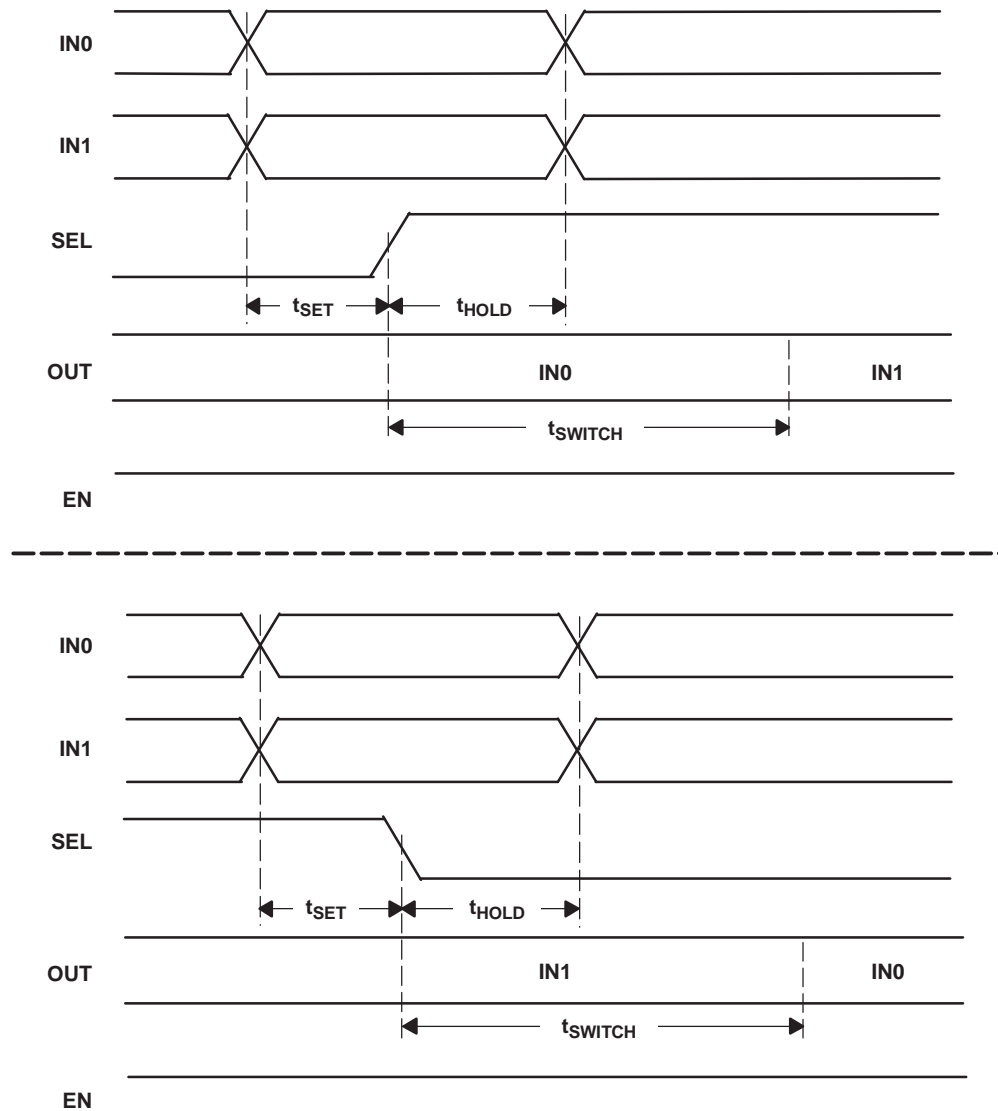 IN0
IN1
SEL
tSET
tHOLD
OUT
IN0
IN1
tSWITCH
EN
IN0
IN1
SEL
tSET
tHOLD
OUT
IN1
IN0
tSWITCH
EN